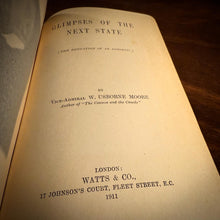 GLIMPSES OF THE
NEXT STATE
(THE EDUCATION OF AN AGNOSTIC)
BY
VICE-ADMIRAL W. USBORNE MOORE
Author of "The Cosmos and the Creeds"
LONDON:
WATTS & CO.,
17 JOHNSON'S COURT, FLEET STREET, E.C.
1911